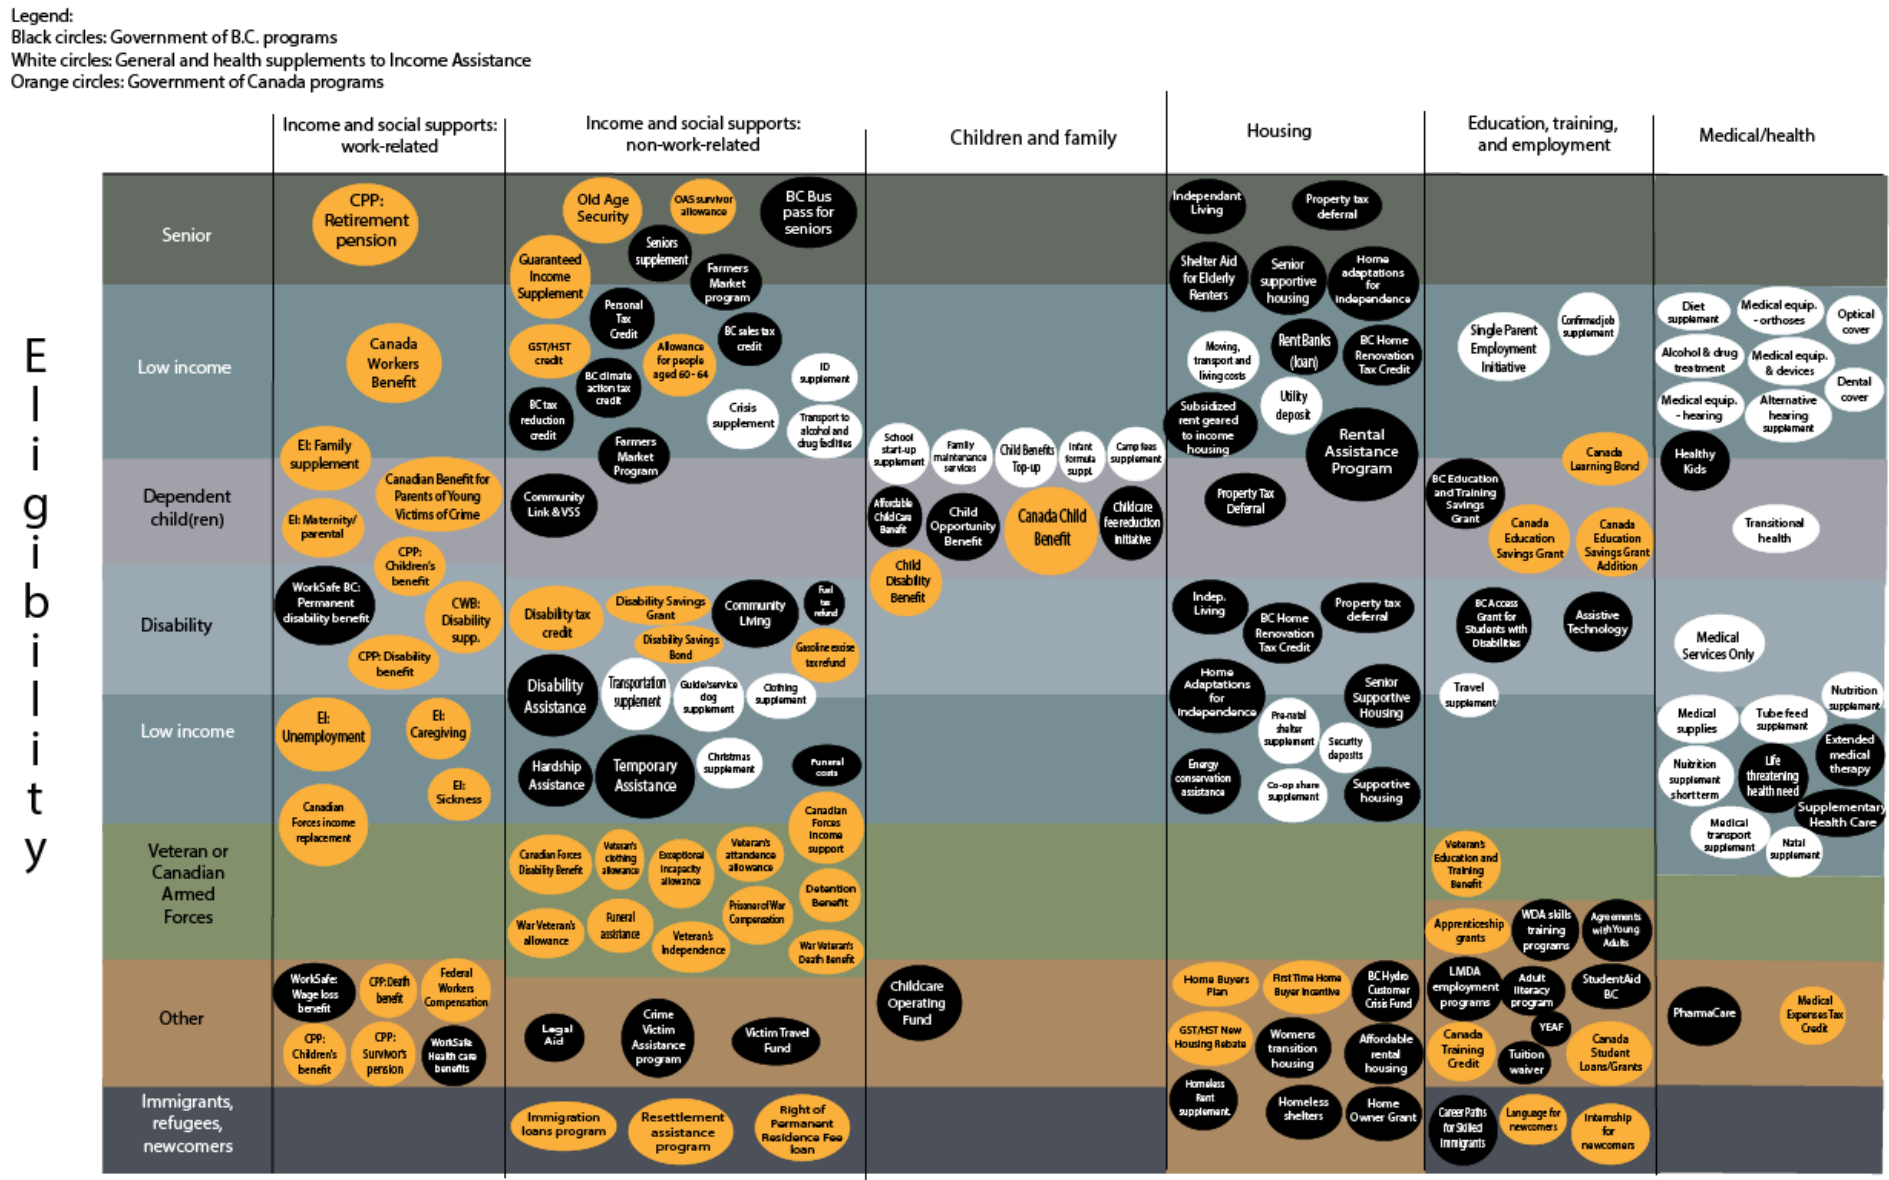 Legend:
Black circles: Government of B.C. programs
White circles: General and health supplements to Income Assistance
Orange circles: Government of Canada programs
Income and social supports:
work-related
Income and social supports:
non-work-related
Children and family
Housing
Education, training,
and employment
Medical/health
Eligibility
Senior
CPP:
Retirement
pension
Old Age
Security
OAS survivor
allowance
BC Bus
pass for
seniors
Seniors
supplement
Guaranteed
Income
Supplement
Farmers
Market
program
Independant
Living
Property tax
deferral
Shelter Aid
for Elderly
Renters
Senior
supportive
housing
Home
adaptations
for
Independence
Low income
Canada
Workers
Benefit
Personal
Tax
Credit
BC sales tax
credit
GST/HST
credit
Allowance
for people
aged 60-64
BC climate
action tax
credit
ID
supplement
BC tax
reduction
credit
Crisis
supplement
Transport to
alcohol and
drug facilities
Farmers
Market
Program
Moving,
transport and
living costs
Rent Banks
(loan)
BC Home
Renovation
Tax Credit
Utility
deposit
Subsidized
rent geared
to income
housing
Rental
Assistance
Program
Single Parent
Employment
Initiative
Confirmed job
supplement
Diet
supplement
Medical equip.
- orthoses
Optical
cover
Alcohol & drug
treatment
Medical equip.
& devices
Dental
cover
Medical equip.
- hearing
Alternative
hearing
supplement
EI: Family
supplement
School
start-up
supplement
Family
maintenance
services
Child Benefits
Top-up
Infant
formula
suppl.
Camp fees
supplement
Canada
Learning Bond
Healthy
Kids
Dependent
child(ren)
Canadian Benefit for
Parents of Young
Victims of Crime
EI: Maternity/
parental
CPP:
Children's
benefit
Community
Link & VSS
Affordable
Child Care
Benefit
Child
Opportunity
Benefit
Canada Child
Benefit
Childcare
fee reduction
initiative
Child
Disability
Benefit
Property Tax
Deferral
BC Education
and Training
Savings
Grant
Canada
Education
Savings Grant
Canada
Education
Savings Grant
Addition
Transitional
health
Disability
WorkSafe BC:
Permanent
disability benefit
CWB:
Disability
supp.
CPP: Disability
benefit
Disability tax
credit
Disability Savings
Grant
Disability Savings
Bond
Community
Living
Fuel
tax
refund
Gasoline excise
tax refund
Disability
Assistance
Transportation
supplement
Guide/service
dog
supplement
Clothing
supplement
Indep.
Living
BC Home
Renovation
Tax Credit
Property tax
deferral
Home
Adaptations
for
Independence
Senior
Supportive
Housing
BC Access
Grant for
Students with
Disabilities
Assistive
Technology
Travel
supplement
Medical
Services Only
Nutrition
supplement
Low income
EI:
Unemployment
EI:
Caregiving
EI:
Sickness
Canadian
Forces income
replacement
Hardship
Assistance
Temporary
Assistance
Christmas
supplement
Funeral
costs
Canadian
Forces
Income
support
Pre-natal
shelter
supplement
Security
deposits
Energy
conservation
assistance
Co-op share
supplement
Supportive
housing
Medical
supplies
Tube feed
supplement
Extended
medical
therapy
Nutrition
supplement
short term
Life
threatening
health need
Supplementary
Health Care
Medical
transport
supplement
Natal
supplement
Veteran or
Canadian
Armed
Forces
Canadian Forces
Disability Benefit
Veteran's
clothing
allowance
Exceptional
Incapacity
allowance
Veteran's
attendence
allowance
Detention
Benefit
War Veteran's
allowance
Funeral
assistance
Veteran's
Independence
Prisoner of War
Compensation
War Veteran's
Death Benefit
Veteran's
Education and
Training
Benefit
Apprenticeship
grants
WDA skills
training
programs
Agreements
with Young
Adults
Other
WorkSafe:
Wage loss
benefit
CPP: Death
benefit
Federal
Workers
Compensation
CPP:
Children's
benefit
CPP:
Survivor's
pension
WorkSafe:
Health care
benefits
Legal
Aid
Crime
Victim
Assistance
program
Victim Travel
Fund
Childcare
Operating
Fund
Home Buyers
Plan
First Time Home
Buyer Incentive
BC Hydro
Customer
Crisis Fund
GST/HST New
Housing Rebate
Womens
transition
housing
Affordable
rental
housing
LMDA
employment
programs
Adult
literacy
program
StudentAid
BC
YEAF
Canada
Training
Credit
Tuition
waiver
Canada
Student
Loans/Grants
PharmaCare
Medical
Expenses Tax
Credit
Immigrants,
refugees,
newcomers
Immigration
loans program
Resettlement
assistance
program
Right of
Permanent
Residence Fee
loan
Homeless
Rent
supplement.
Homeless
shelters
Home
Owner Grant
Career Paths
for Skilled
Immigrants
Language for
newcomers
Internship
for
newcomers